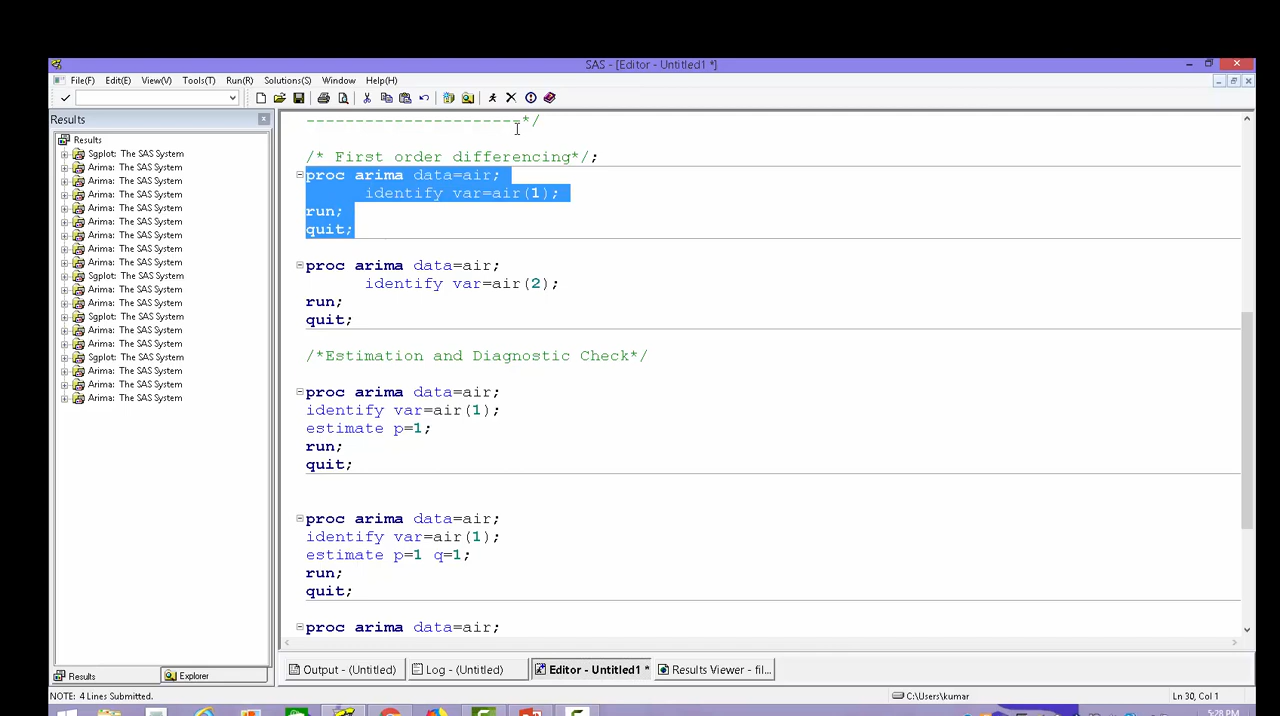 SAS - [Editor - Untitled1 *]
File(F) Edit(E) View(V) Tools(T) Run(R) Solutions(S) Window Help(H)
Results
Results
Sgplot: The SAS System
Arima: The SAS System
Arima: The SAS System
Arima: The SAS System
Arima: The SAS System
Arima: The SAS System
Arima: The SAS System
Arima: The SAS System
Arima: The SAS System
Sgplot: The SAS System
Arima: The SAS System
Arima: The SAS System
Sgplot: The SAS System
Arima: The SAS System
Arima: The SAS System
Sgplot: The SAS System
Arima: The SAS System
Arima: The SAS System
Arima: The SAS System
----------------------*/
/* First order differencing*/;
proc arima data=air;
identify var=air(1);
run;
quit;
proc arima data=air;
identify var=air(2);
run;
quit;
/*Estimation and Diagnostic Check*/
proc arima data=air;
identify var=air(1);
estimate p=1;
run;
quit;
proc arima data=air;
identify var=air(1);
estimate p=1 q=1;
run;
quit;
proc arima data=air;
Results Explorer
Output - (Untitled) Log - (Untitled) Editor - Untitled1 * Results Viewer - fil...
NOTE: 4 Lines Submitted. C:\Users\kumar Ln 30, Col 1
5:28 PM